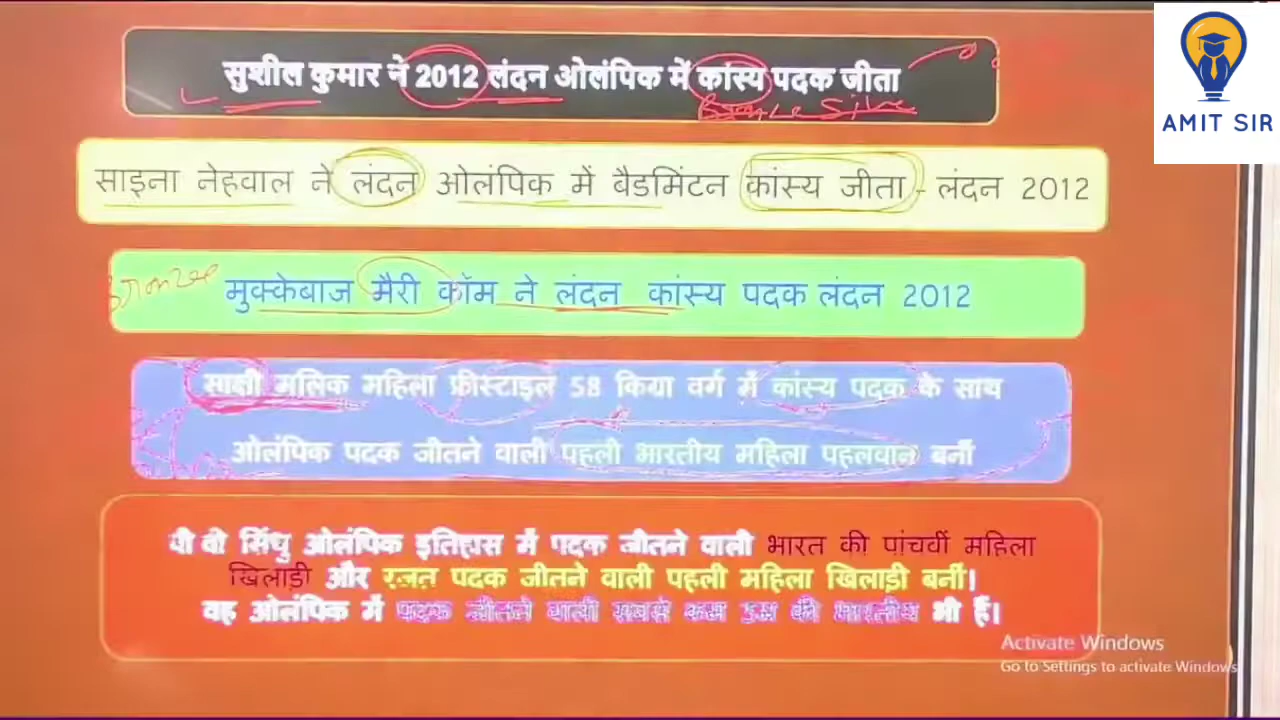 सुशील कुमार ने 2012 लंदन ओलंपिक में कांस्य पदक जीता
AMIT SIR
साइना नेहवाल ने लंदन ओलंपिक में बैडमिंटन कांस्य जीता - लंदन 2012
Bronze
मुक्केबाज मैरी कॉम ने लंदन कांस्य पदक लंदन 2012
साक्षी मलिक महिला फ्रीस्टाइल 58 किग्रा वर्ग में कांस्य पदक के साथ
ओलंपिक पदक जीतने वाली पहली भारतीय महिला पहलवान बनीं
पी वी सिंधु ओलंपिक इतिहास में पदक जीतने वाली भारत की पांचवीं महिला
खिलाड़ी और रजत पदक जीतने वाली पहली महिला खिलाड़ी बनीं।
वह ओलंपिक में पदक जीतने वाली सबसे कम उम्र की भारतीय भी हैं।
Activate Windows
Go to Settings to activate Windows